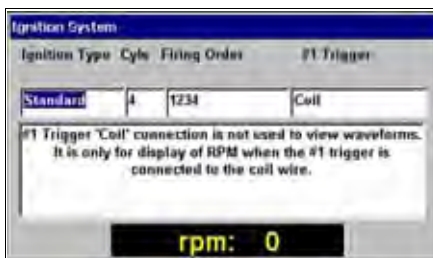 Ignition System
Ignition Type Cyls Firing Order #1 Trigger
Standard 4 1234 Coil
#1 Trigger 'Coil' connection is not used to view waveforms.
It is only for display of RPM when the #1 trigger is
connected to the coil wire.
rpm: 0